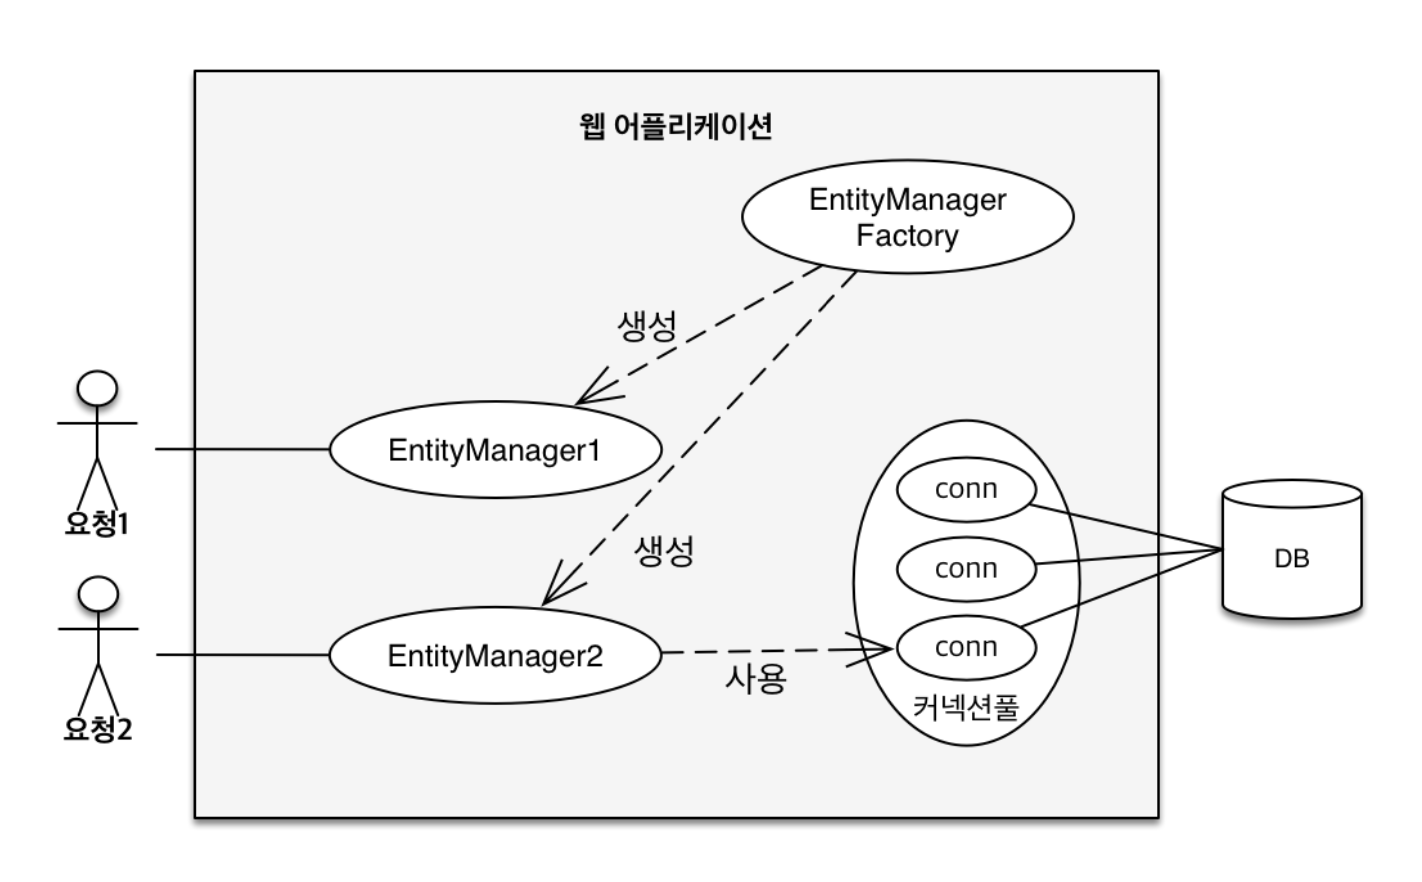 웹 어플리케이션
EntityManager
Factory
생성
EntityManager1
요청1
conn
생성
conn
DB
EntityManager2
conn
사용
커넥션풀
요청2